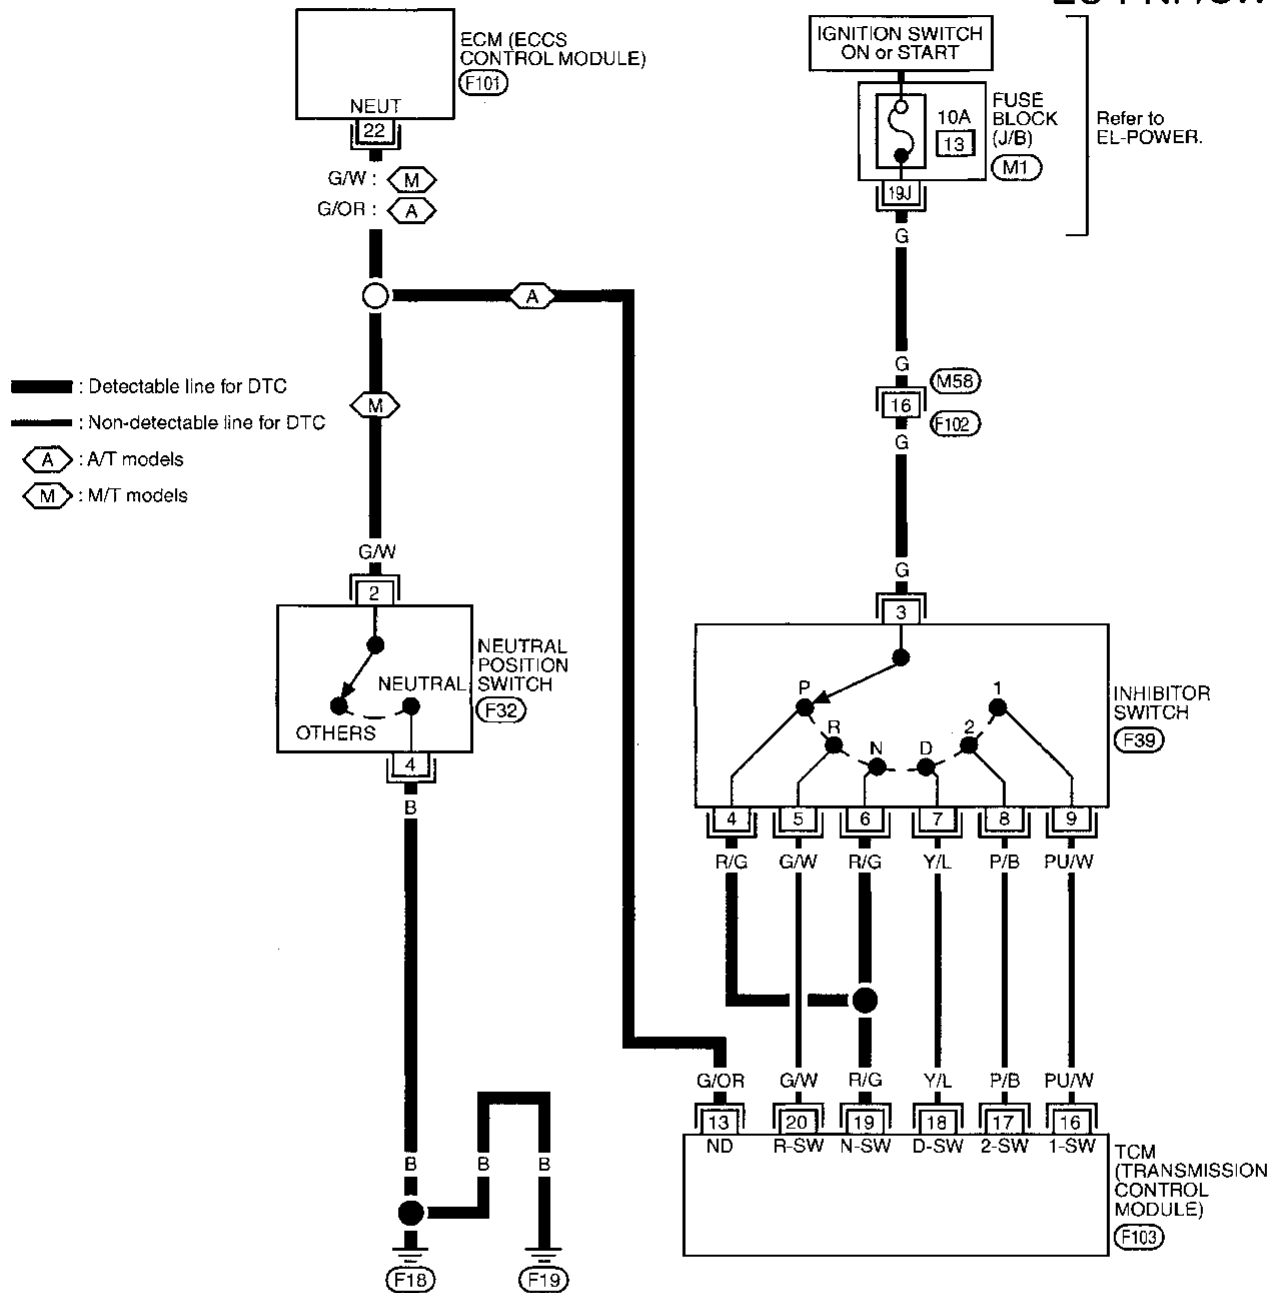 IGNITION SWITCH
ON or START
ECM (ECCS
CONTROL MODULE)
F101
NEUT
22
G/W : M
G/OR : A
10A
13
FUSE
BLOCK
(J/B)
M1
19J
Refer to
EL-POWER.
G
A
: Detectable line for DTC
: Non-detectable line for DTC
A : A/T models
M : M/T models
M
G
M58
16
F102
G
G/W
2
NEUTRAL
POSITION
SWITCH
F32
NEUTRAL
OTHERS
4
B
G
3
P
R
N
D
2
1
INHIBITOR
SWITCH
F39
4 5 6 7 8 9
R/G G/W R/G Y/L P/B PU/W
G/OR G/W R/G Y/L P/B PU/W
13 20 19 18 17 16
ND R-SW N-SW D-SW 2-SW 1-SW
TCM
(TRANSMISSION
CONTROL
MODULE)
F103
B B B
F18 F19